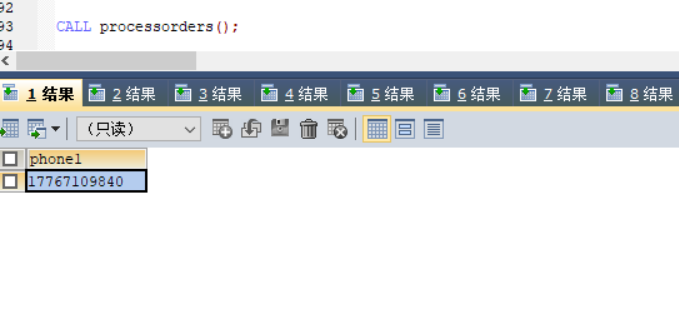 92
93 CALL processorders();
94
1 结果 2 结果 3 结果 4 结果 5 结果 6 结果 7 结果 8 结果
（只读）
phone1
17767109840